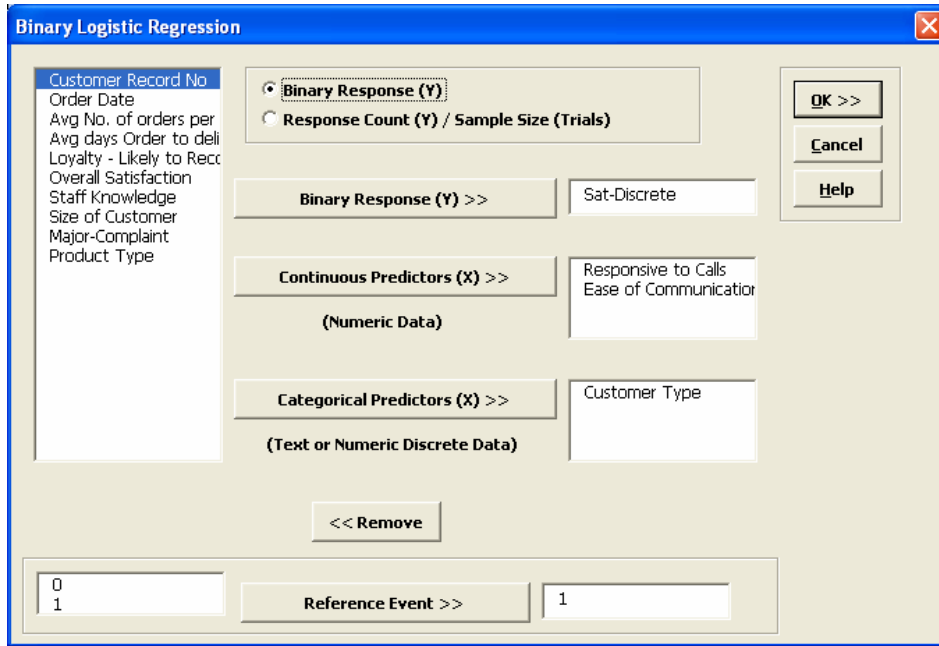 Binary Logistic Regression
Customer Record No
Order Date
Avg No. of orders per
Avg days Order to deli
Loyalty - Likely to Reco
Overall Satisfaction
Staff Knowledge
Size of Customer
Major-Complaint
Product Type
Binary Response (Y)
Response Count (Y) / Sample Size (Trials)
Binary Response (Y) >>
Sat-Discrete
Continuous Predictors (X) >>
(Numeric Data)
Responsive to Calls
Ease of Communication
Categorical Predictors (X) >>
(Text or Numeric Discrete Data)
Customer Type
<< Remove
0
1
Reference Event >>
1
OK >>
Cancel
Help